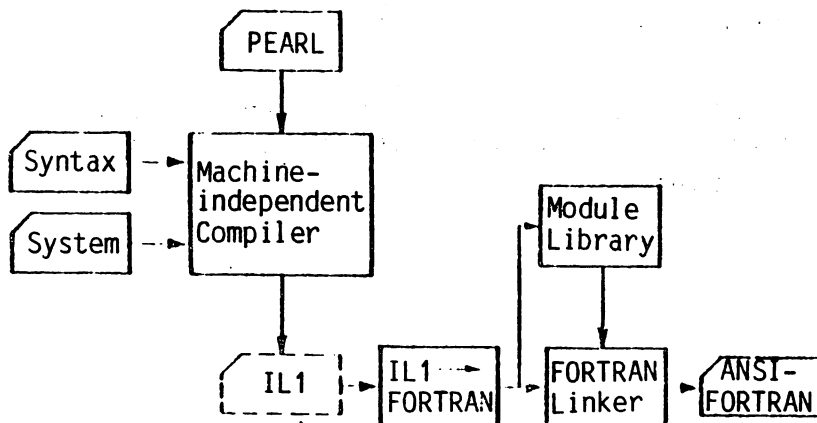 PEARL
Syntax
System
Machine-
independent
Compiler
Module
Library
IL1
IL1 →
FORTRAN
FORTRAN
Linker
ANSI-
FORTRAN